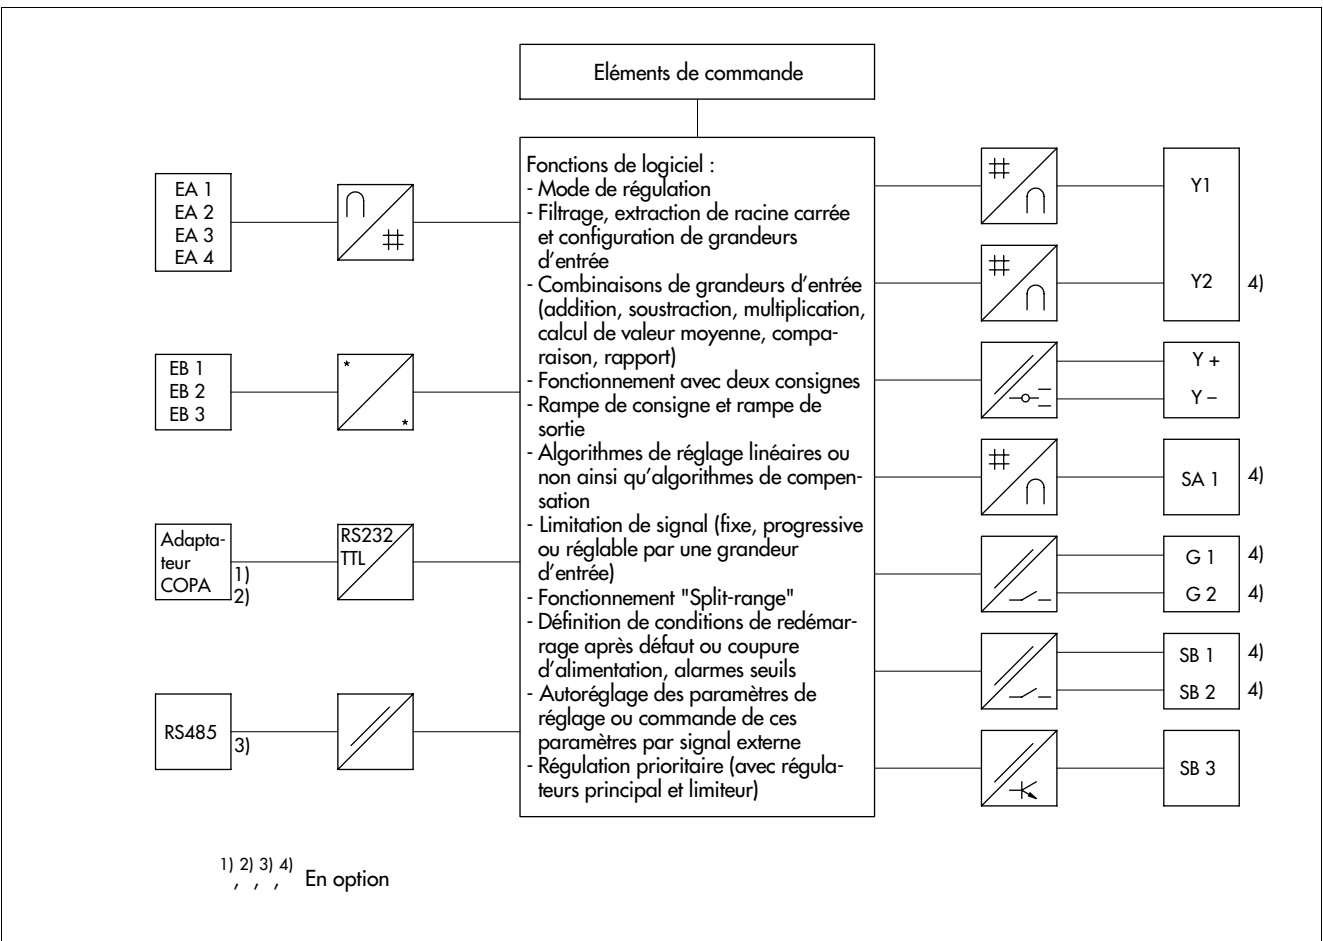 Eléments de commande
EA 1
EA 2
EA 3
EA 4
EB 1
EB 2
EB 3
*
*
Adapta-
teur
COPA
1)
2)
RS232
TTL
RS485
3)
Fonctions de logiciel :
- Mode de régulation
- Filtrage, extraction de racine carrée
et configuration de grandeurs
d'entrée
- Combinaisons de grandeurs d'entrée
(addition, soustraction, multiplication,
calcul de valeur moyenne, compa-
raison, rapport)
- Fonctionnement avec deux consignes
- Rampe de consigne et rampe de
sortie
- Algorithmes de réglage linéaires ou
non ainsi qu'algorithmes de compen-
sation
- Limitation de signal (fixe, progressive
ou réglable par une grandeur
d'entrée)
- Fonctionnement "Split-range"
- Définition de conditions de redémar-
rage après défaut ou coupure
d'alimentation, alarmes seuils
- Autoréglage des paramètres de
réglage ou commande de ces
paramètres par signal externe
- Régulation prioritaire (avec régula-
teurs principal et limiteur)
Y1
Y2 4)
Y +
Y –
SA 1 4)
G 1 4)
G 2 4)
SB 1 4)
SB 2 4)
SB 3
1) , 2) , 3) , 4) En option